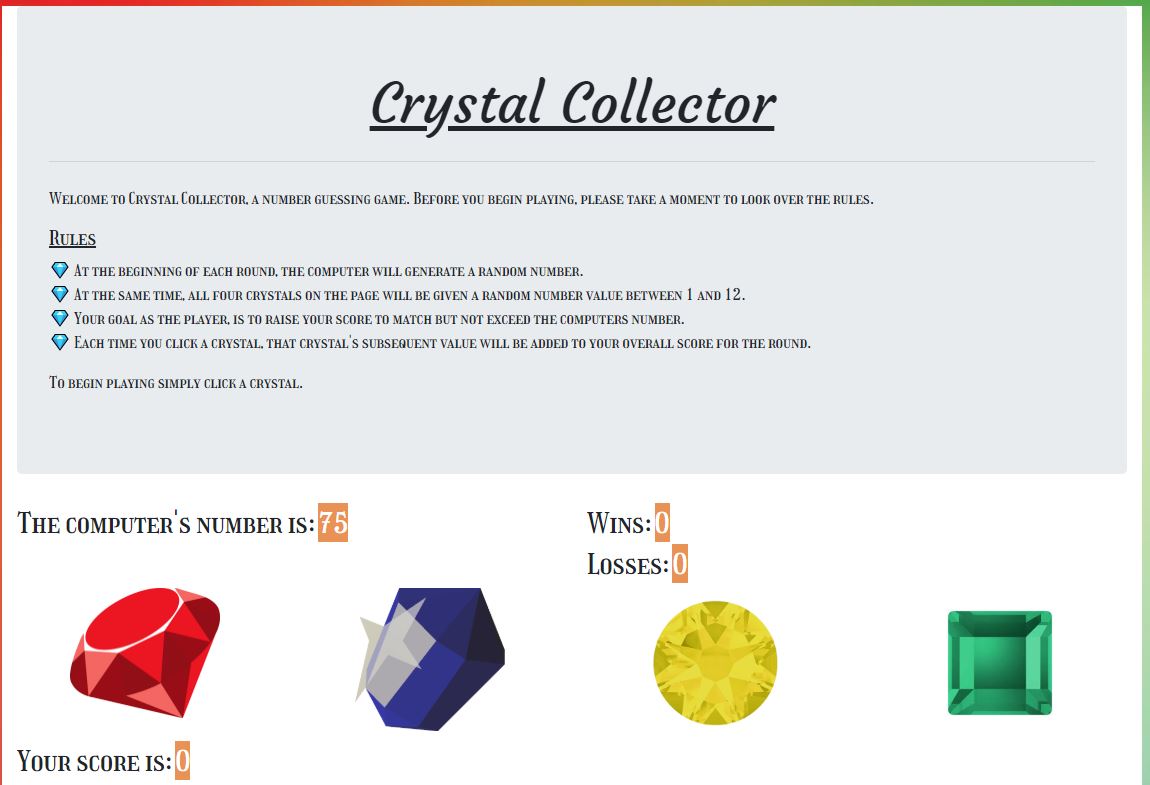 Crystal Collector
Welcome to Crystal Collector, a number guessing game. Before you begin playing, please take a moment to look over the rules.
Rules
At the beginning of each round, the computer will generate a random number.
At the same time, all four crystals on the page will be given a random number value between 1 and 12.
Your goal as the player, is to raise your score to match but not exceed the computers number.
Each time you click a crystal, that crystal's subsequent value will be added to your overall score for the round.
To begin playing simply click a crystal.
The computer's number is: 75
Wins: 0
Losses: 0
Your score is: 0